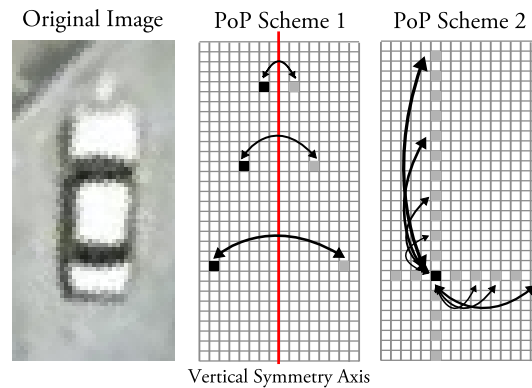 Original Image
PoP Scheme 1
PoP Scheme 2
Vertical Symmetry Axis